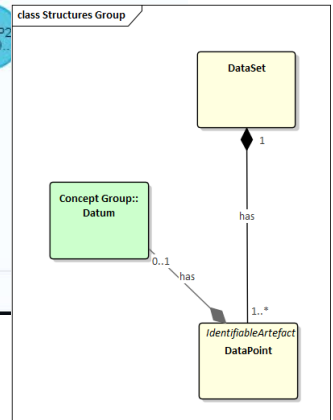 class Structures Group
DataSet
1
has
Concept Group::
Datum
0..1
has
1..*
IdentifiableArtefact
DataPoint